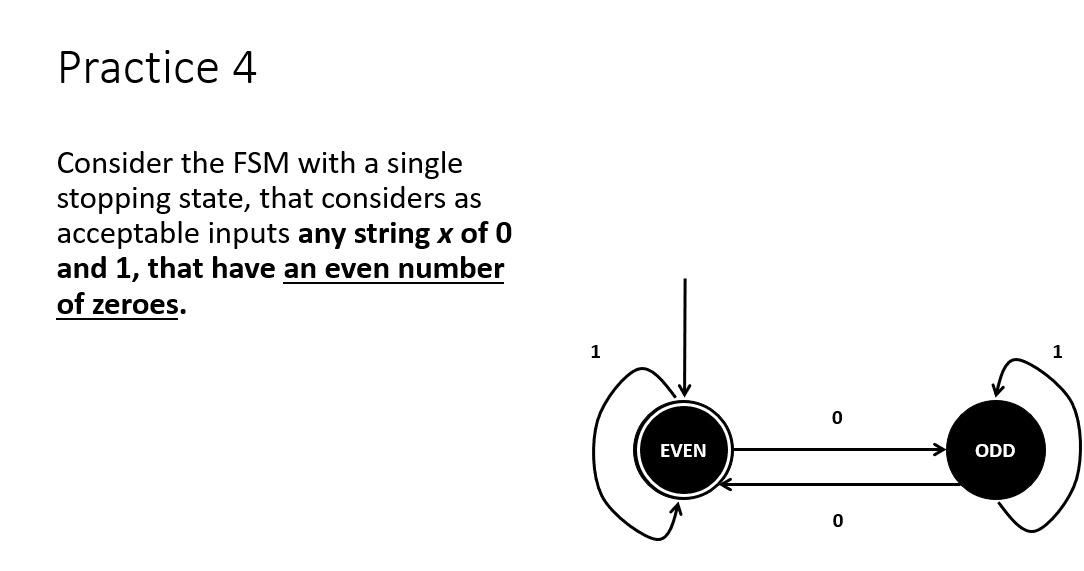 Practice 4
Consider the FSM with a single
stopping state, that considers as
acceptable inputs any string x of 0
and 1, that have an even number
of zeroes.
1
1
0
EVEN
ODD
0